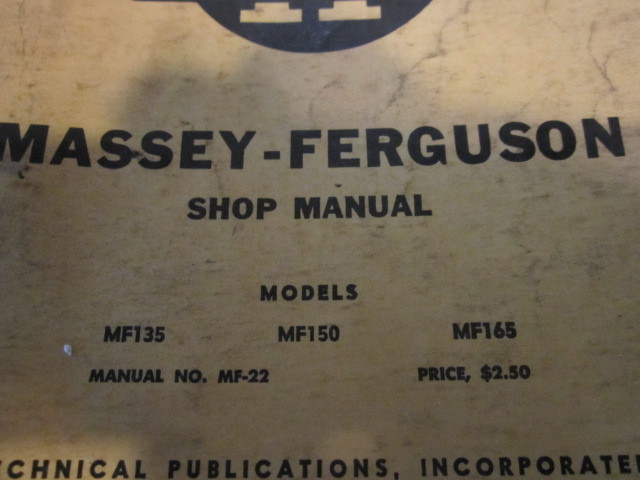 MASSEY-FERGUSON
SHOP MANUAL
MODELS
MF135 MF150 MF165
MANUAL NO. MF-22 PRICE, $2.50
CHNICAL PUBLICATIONS, INCORPORATE